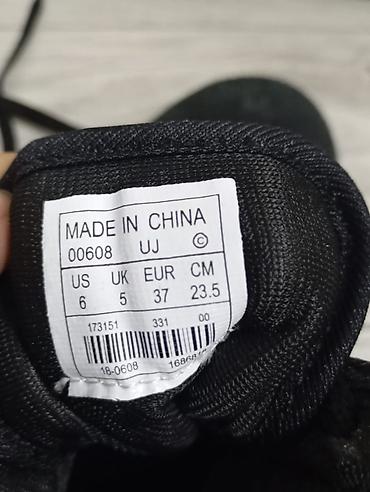 MADE IN CHINA
00608 UJ ©
US UK EUR CM
6 5 37 23.5
173151 331 00
18-0608